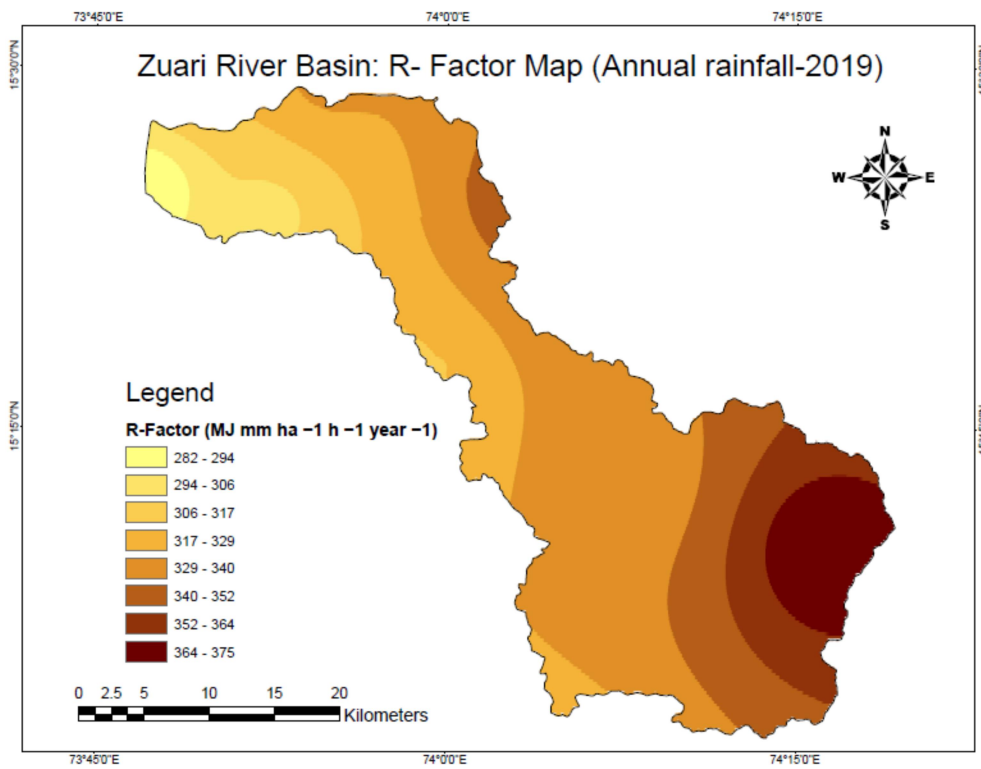 73°45'0"E 74°0'0"E 74°15'0"E
15°30'0"N
Zuari River Basin: R- Factor Map (Annual rainfall-2019)
N
W E
S
Legend
R-Factor (MJ mm ha −1 h −1 year −1)
282 - 294
294 - 306
306 - 317
317 - 329
329 - 340
340 - 352
352 - 364
364 - 375
15°15'0"N
0 2.5 5 10 15 20
Kilometers
73°45'0"E 74°0'0"E 74°15'0"E